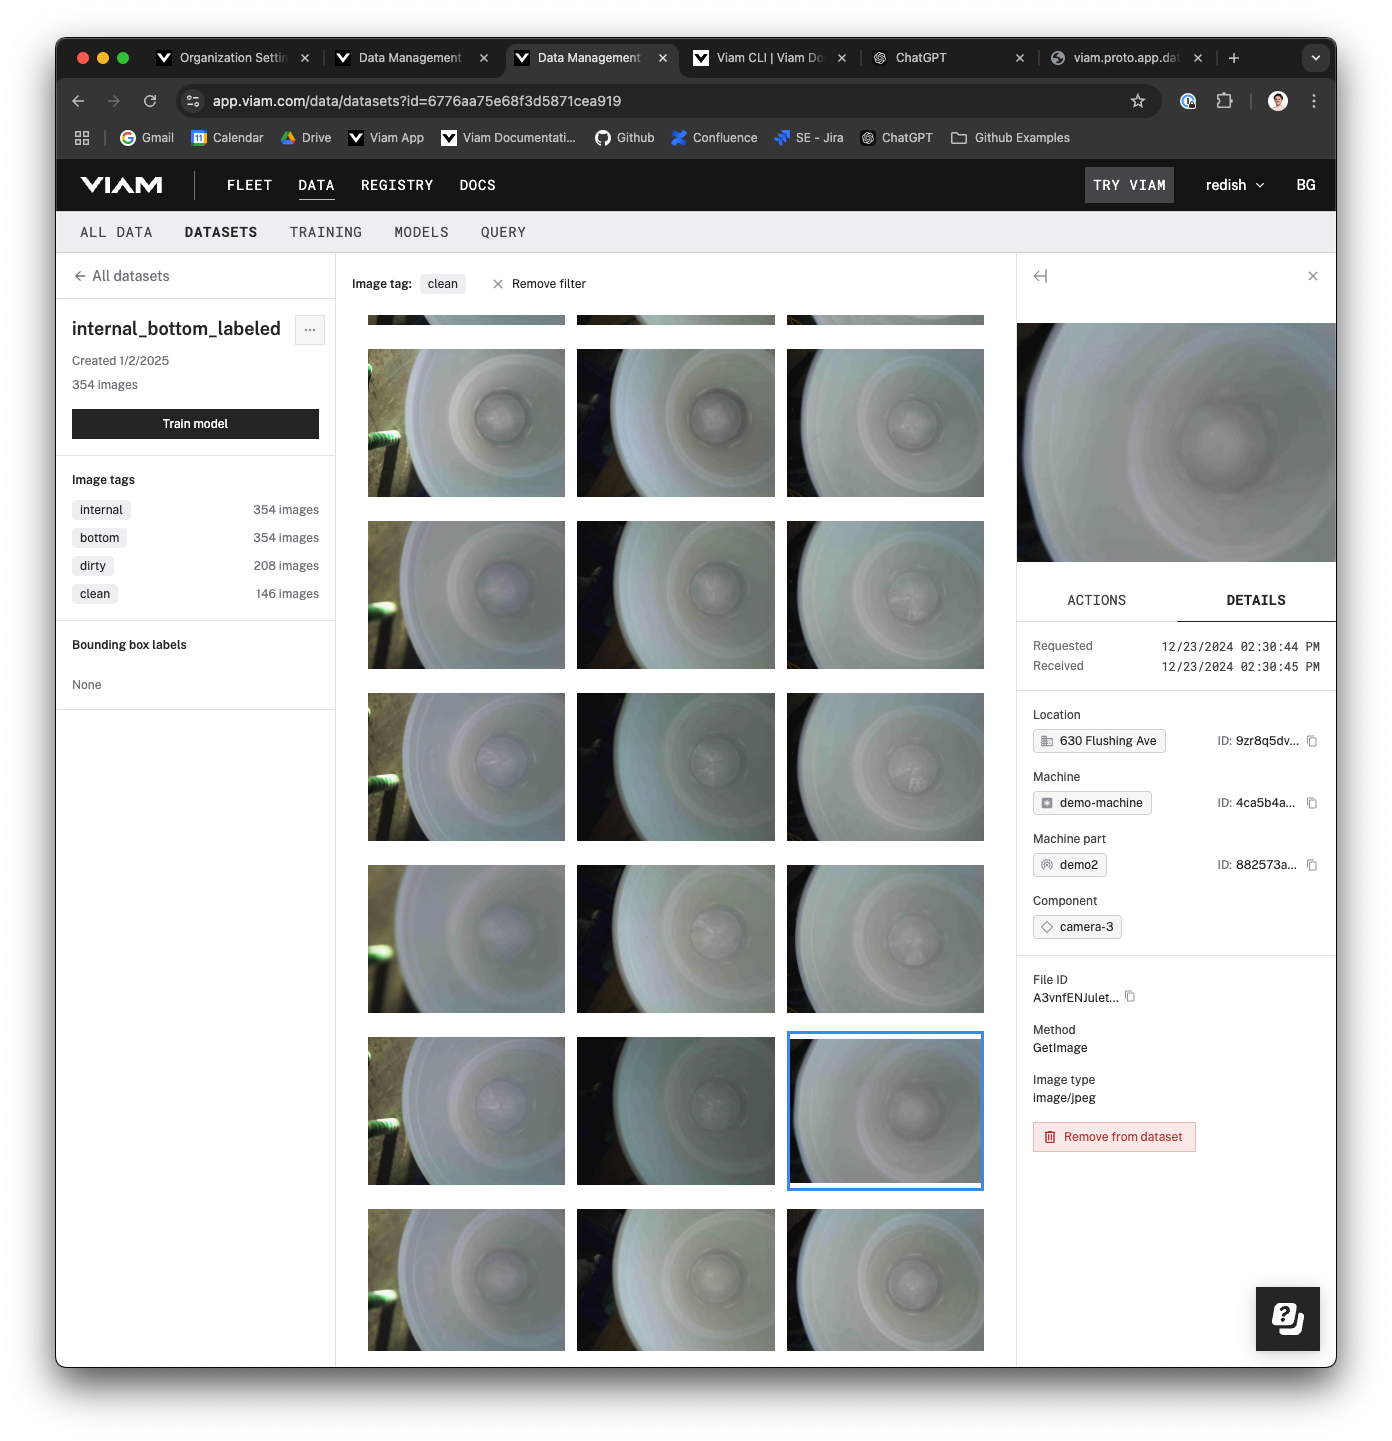 Organization Settin
Data Management
Data Management
Viam CLI | Viam Do
ChatGPT
viam.proto.app.dat
app.viam.com/data/datasets?id=6776aa75e68f3d5871cea919
Gmail
Calendar
Drive
Viam App
Viam Documentati...
Github
Confluence
SE - Jira
ChatGPT
Github Examples
VIAM
FLEET
DATA
REGISTRY
DOCS
TRY VIAM
redish
BG
ALL DATA
DATASETS
TRAINING
MODELS
QUERY
All datasets
internal_bottom_labeled
...
Created 1/2/2025
354 images
Train model
Image tags
internal 354 images
bottom 354 images
dirty 208 images
clean 146 images
Bounding box labels
None
Image tag: clean
Remove filter
ACTIONS
DETAILS
Requested 12/23/2024 02:30:44 PM
Received 12/23/2024 02:30:45 PM
Location
630 Flushing Ave ID: 9zr8q5dv...
Machine
demo-machine ID: 4ca5b4a...
Machine part
demo2 ID: 882573a...
Component
camera-3
File ID
A3vnfENJulet...
Method
GetImage
Image type
image/jpeg
Remove from dataset